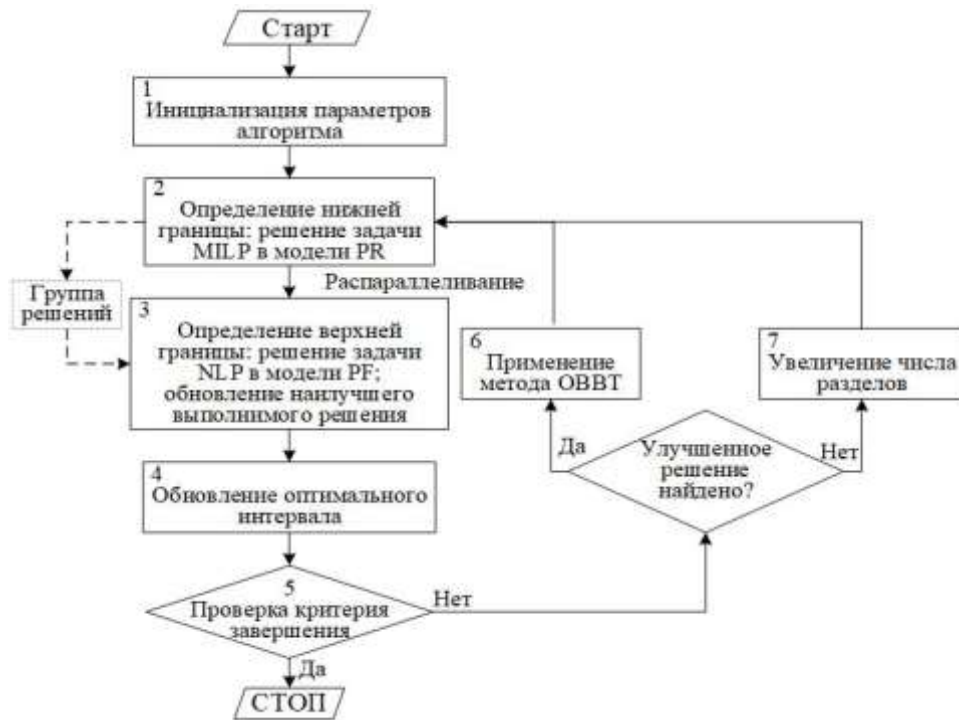 Старт
1
Инициализация параметров
алгоритма
2
Определение нижней
границы: решение задачи
MILP в модели PR
Распараллеливание
Группа
решений
3
Определение верхней
границы: решение задачи
NLP в модели PF;
обновление наилучшего
выполнимого решения
6
Применение
метода OBBT
7
Увеличение числа
разделов
Да
Улучшенное
решение
найдено?
Нет
4
Обновление оптимального
интервала
5
Проверка критерия
завершения
Нет
Да
СТОП